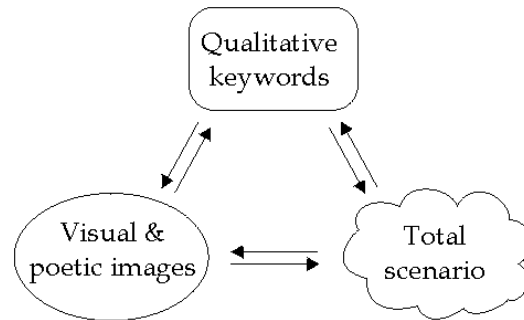 Qualitative
keywords
Visual &
poetic images
Total
scenario